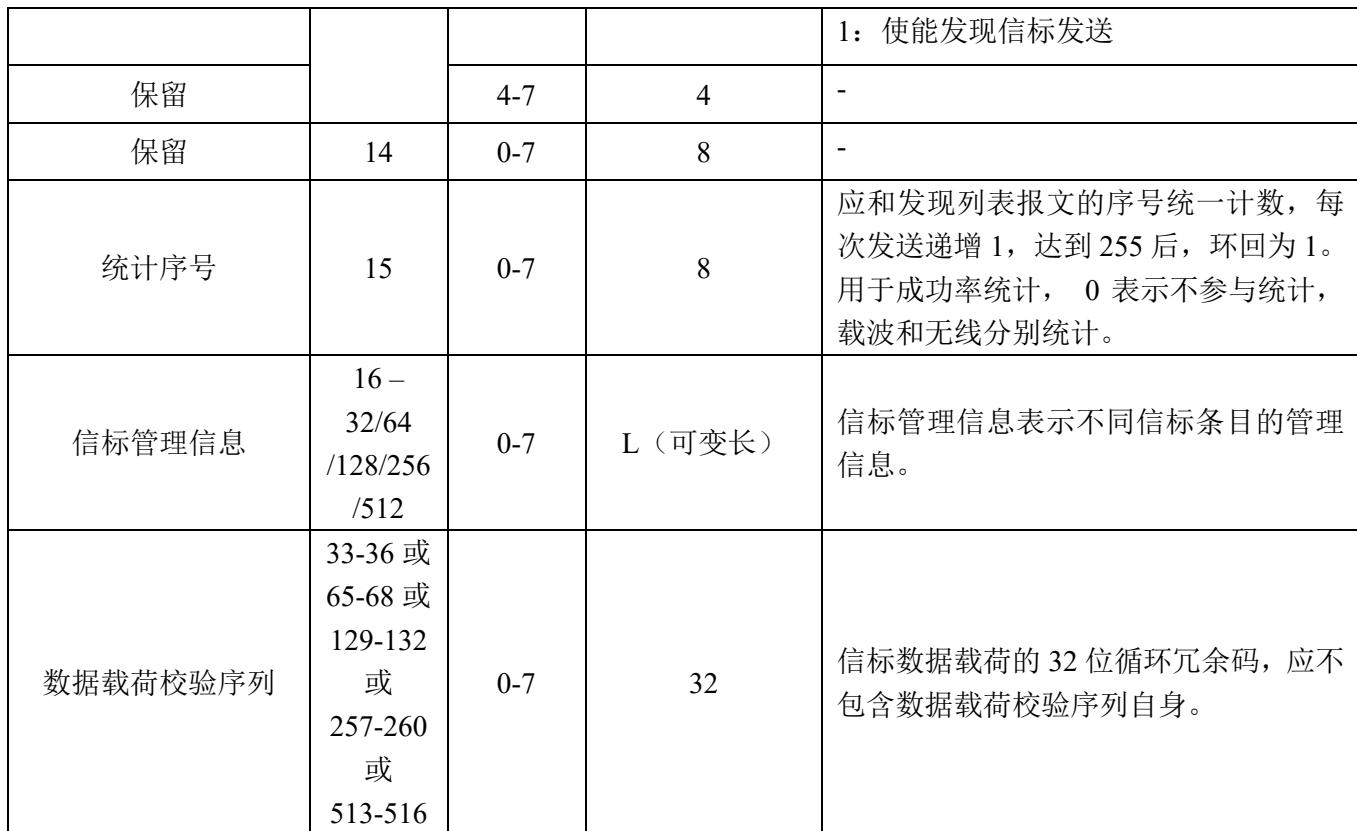 1：使能发现信标发送
保留 4-7 4 -
保留 14 0-7 8 -
统计序号 15 0-7 8
应和发现列表报文的序号统一计数，每
次发送递增 1，达到 255 后，环回为 1。
用于成功率统计， 0 表示不参与统计，
载波和无线分别统计。
信标管理信息
16 –
32/64
/128/256
/512
0-7
L（可变长）
信标管理信息表示不同信标条目的管理
信息。
数据载荷校验序列
33-36 或
65-68 或
129-132
或
257-260
或
513-516
0-7
32
信标数据载荷的 32 位循环冗余码，应不
包含数据载荷校验序列自身。